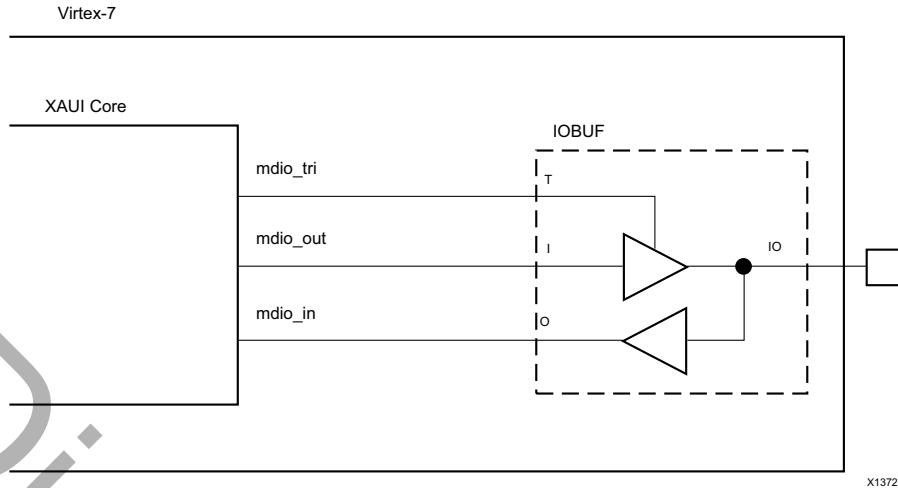 Virtex-7
XAUI Core
IOBUF
mdio_tri
T
mdio_out
I
IO
mdio_in
O
X1372